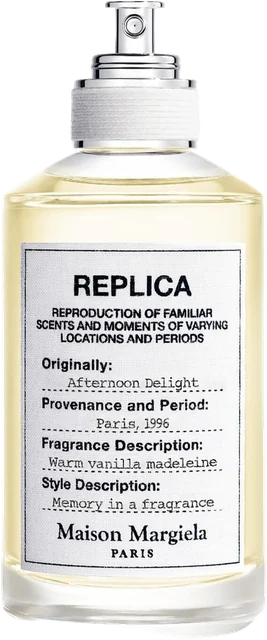 REPLICA
REPRODUCTION OF FAMILIAR
SCENTS AND MOMENTS OF VARYING
LOCATIONS AND PERIODS
Originally:
Afternoon Delight
Provenance and Period:
Paris, 1996
Fragrance Description:
Warm vanilla madeleine
Style Description:
Memory in a fragrance
Maison Margiela
PARIS